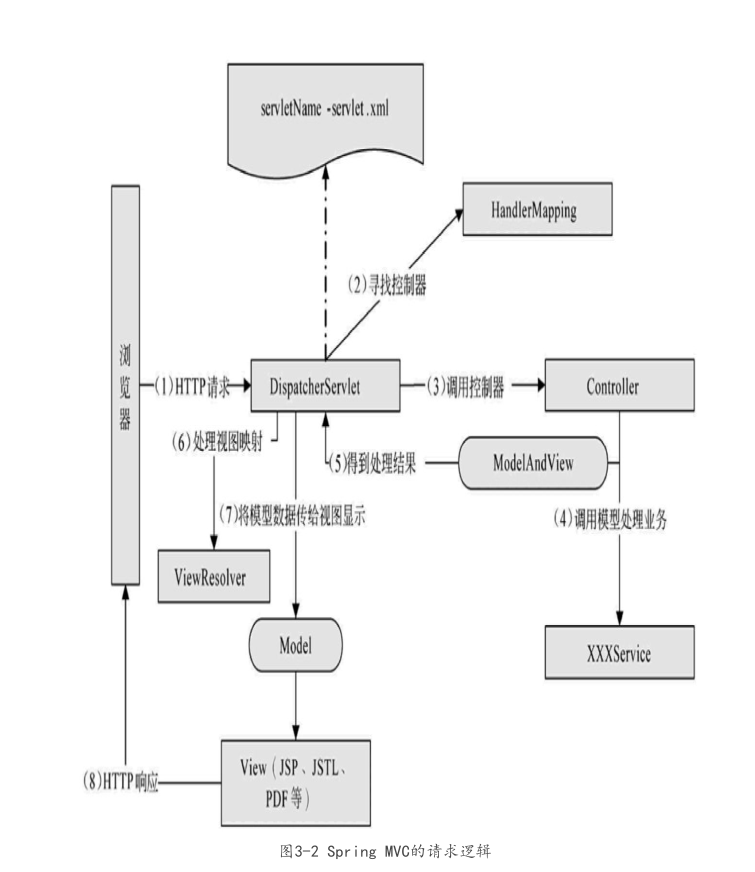 servletName -servlet.xml
HandlerMapping
(2)寻找控制器
浏览器
(1)HTTP请求
DispatcherServlet
(3)调用控制器
Controller
(6)处理视图映射
(5)得到处理结果
ModelAndView
(7)将模型数据传给视图显示
(4)调用模型处理业务
ViewResolver
Model
XXXService
(8)HTTP响应
View(JSP、JSTL、
PDF等)
图3-2 Spring MVC的请求逻辑